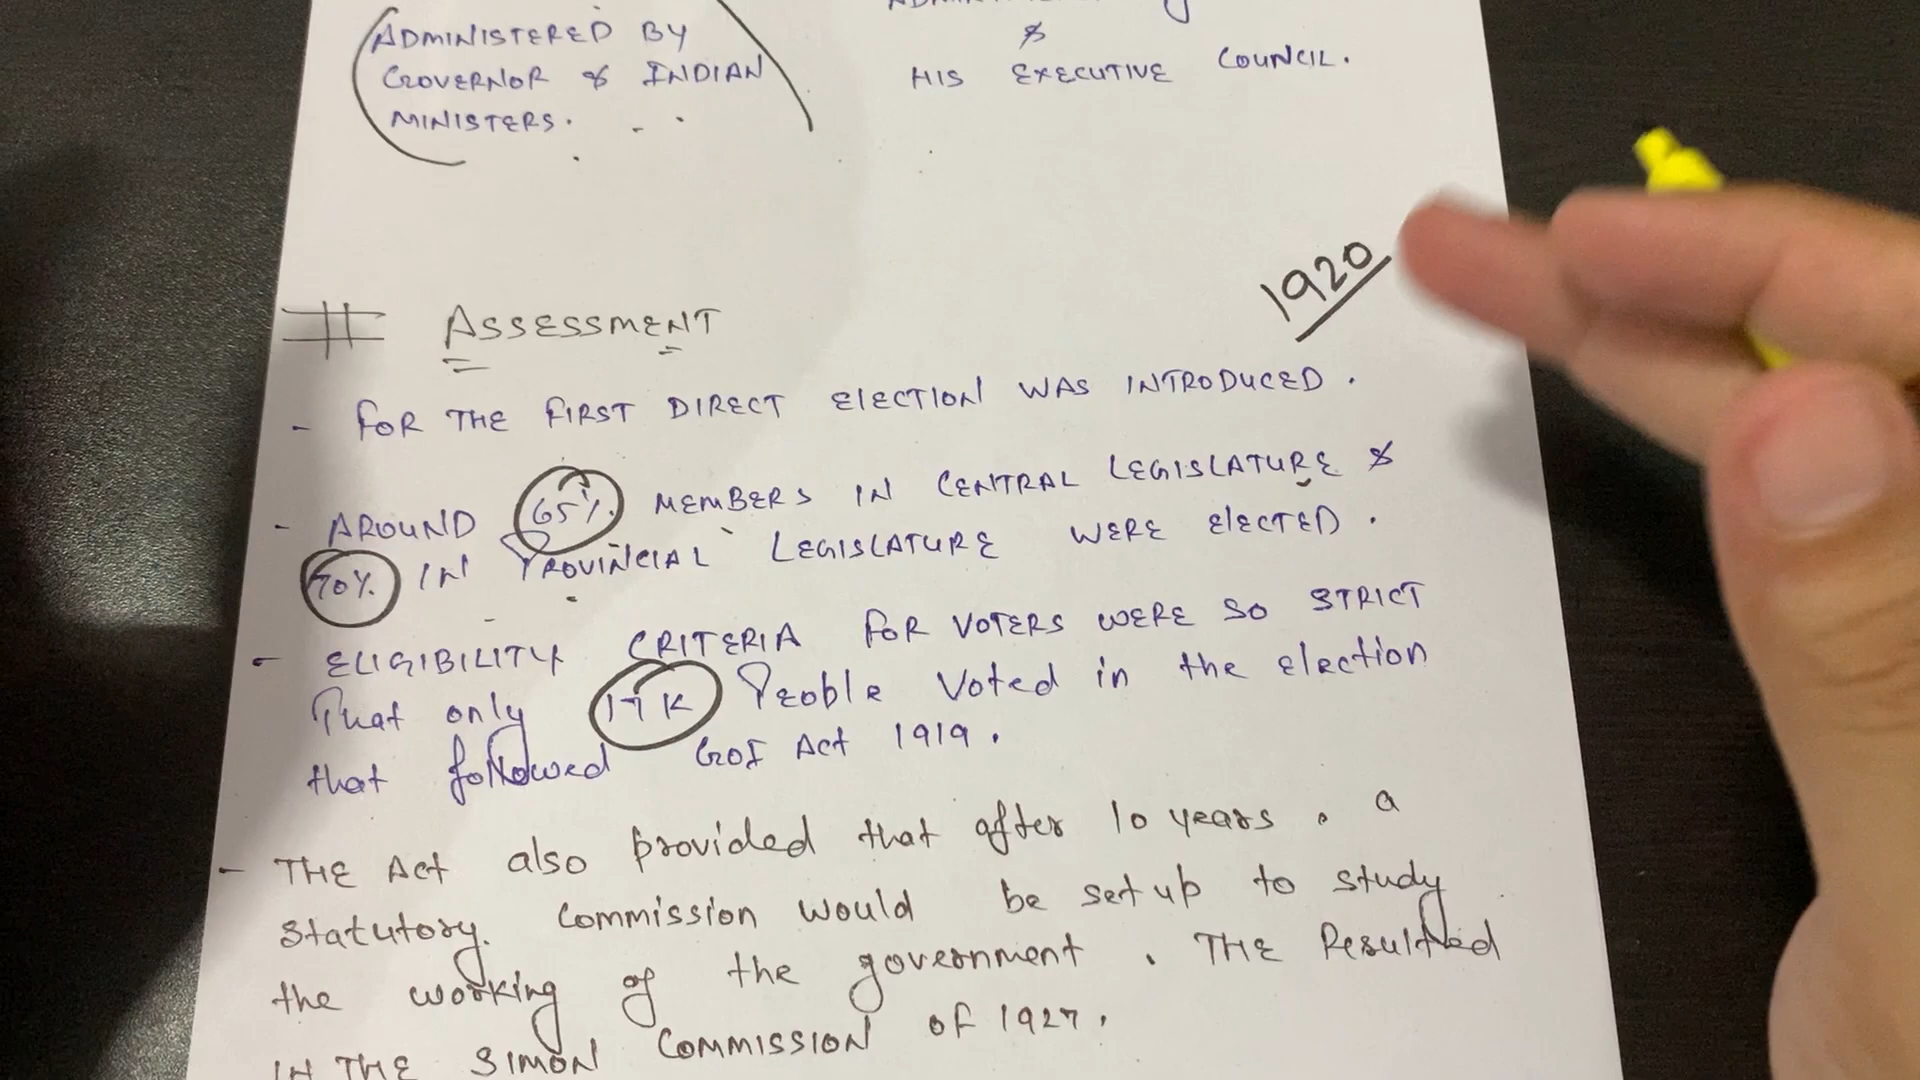 ADMINISTERED BY
GOVERNOR & INDIAN
MINISTERS.
&
HIS EXECUTIVE COUNCIL.
1920
# ASSESSMENT
- FOR THE FIRST DIRECT ElECTION WAS INTRODUCED.
- AROUND 65% MEMBERS IN CENTRAL LEGISLATURE &
70% IN PROVINCIAL LEGISLATURE WERE ElECTED.
- ELIGIBILITY CRITERIA FOR VOTERS WERE SO STRICT
That only 17K People Voted in the election
that followed GOI Act 1919.
- THE Act also provided that after 10 years, a
statutory commission would be set up to study
the working of the government. THE Resulted
IN THE SIMON COMMISSION OF 1927.